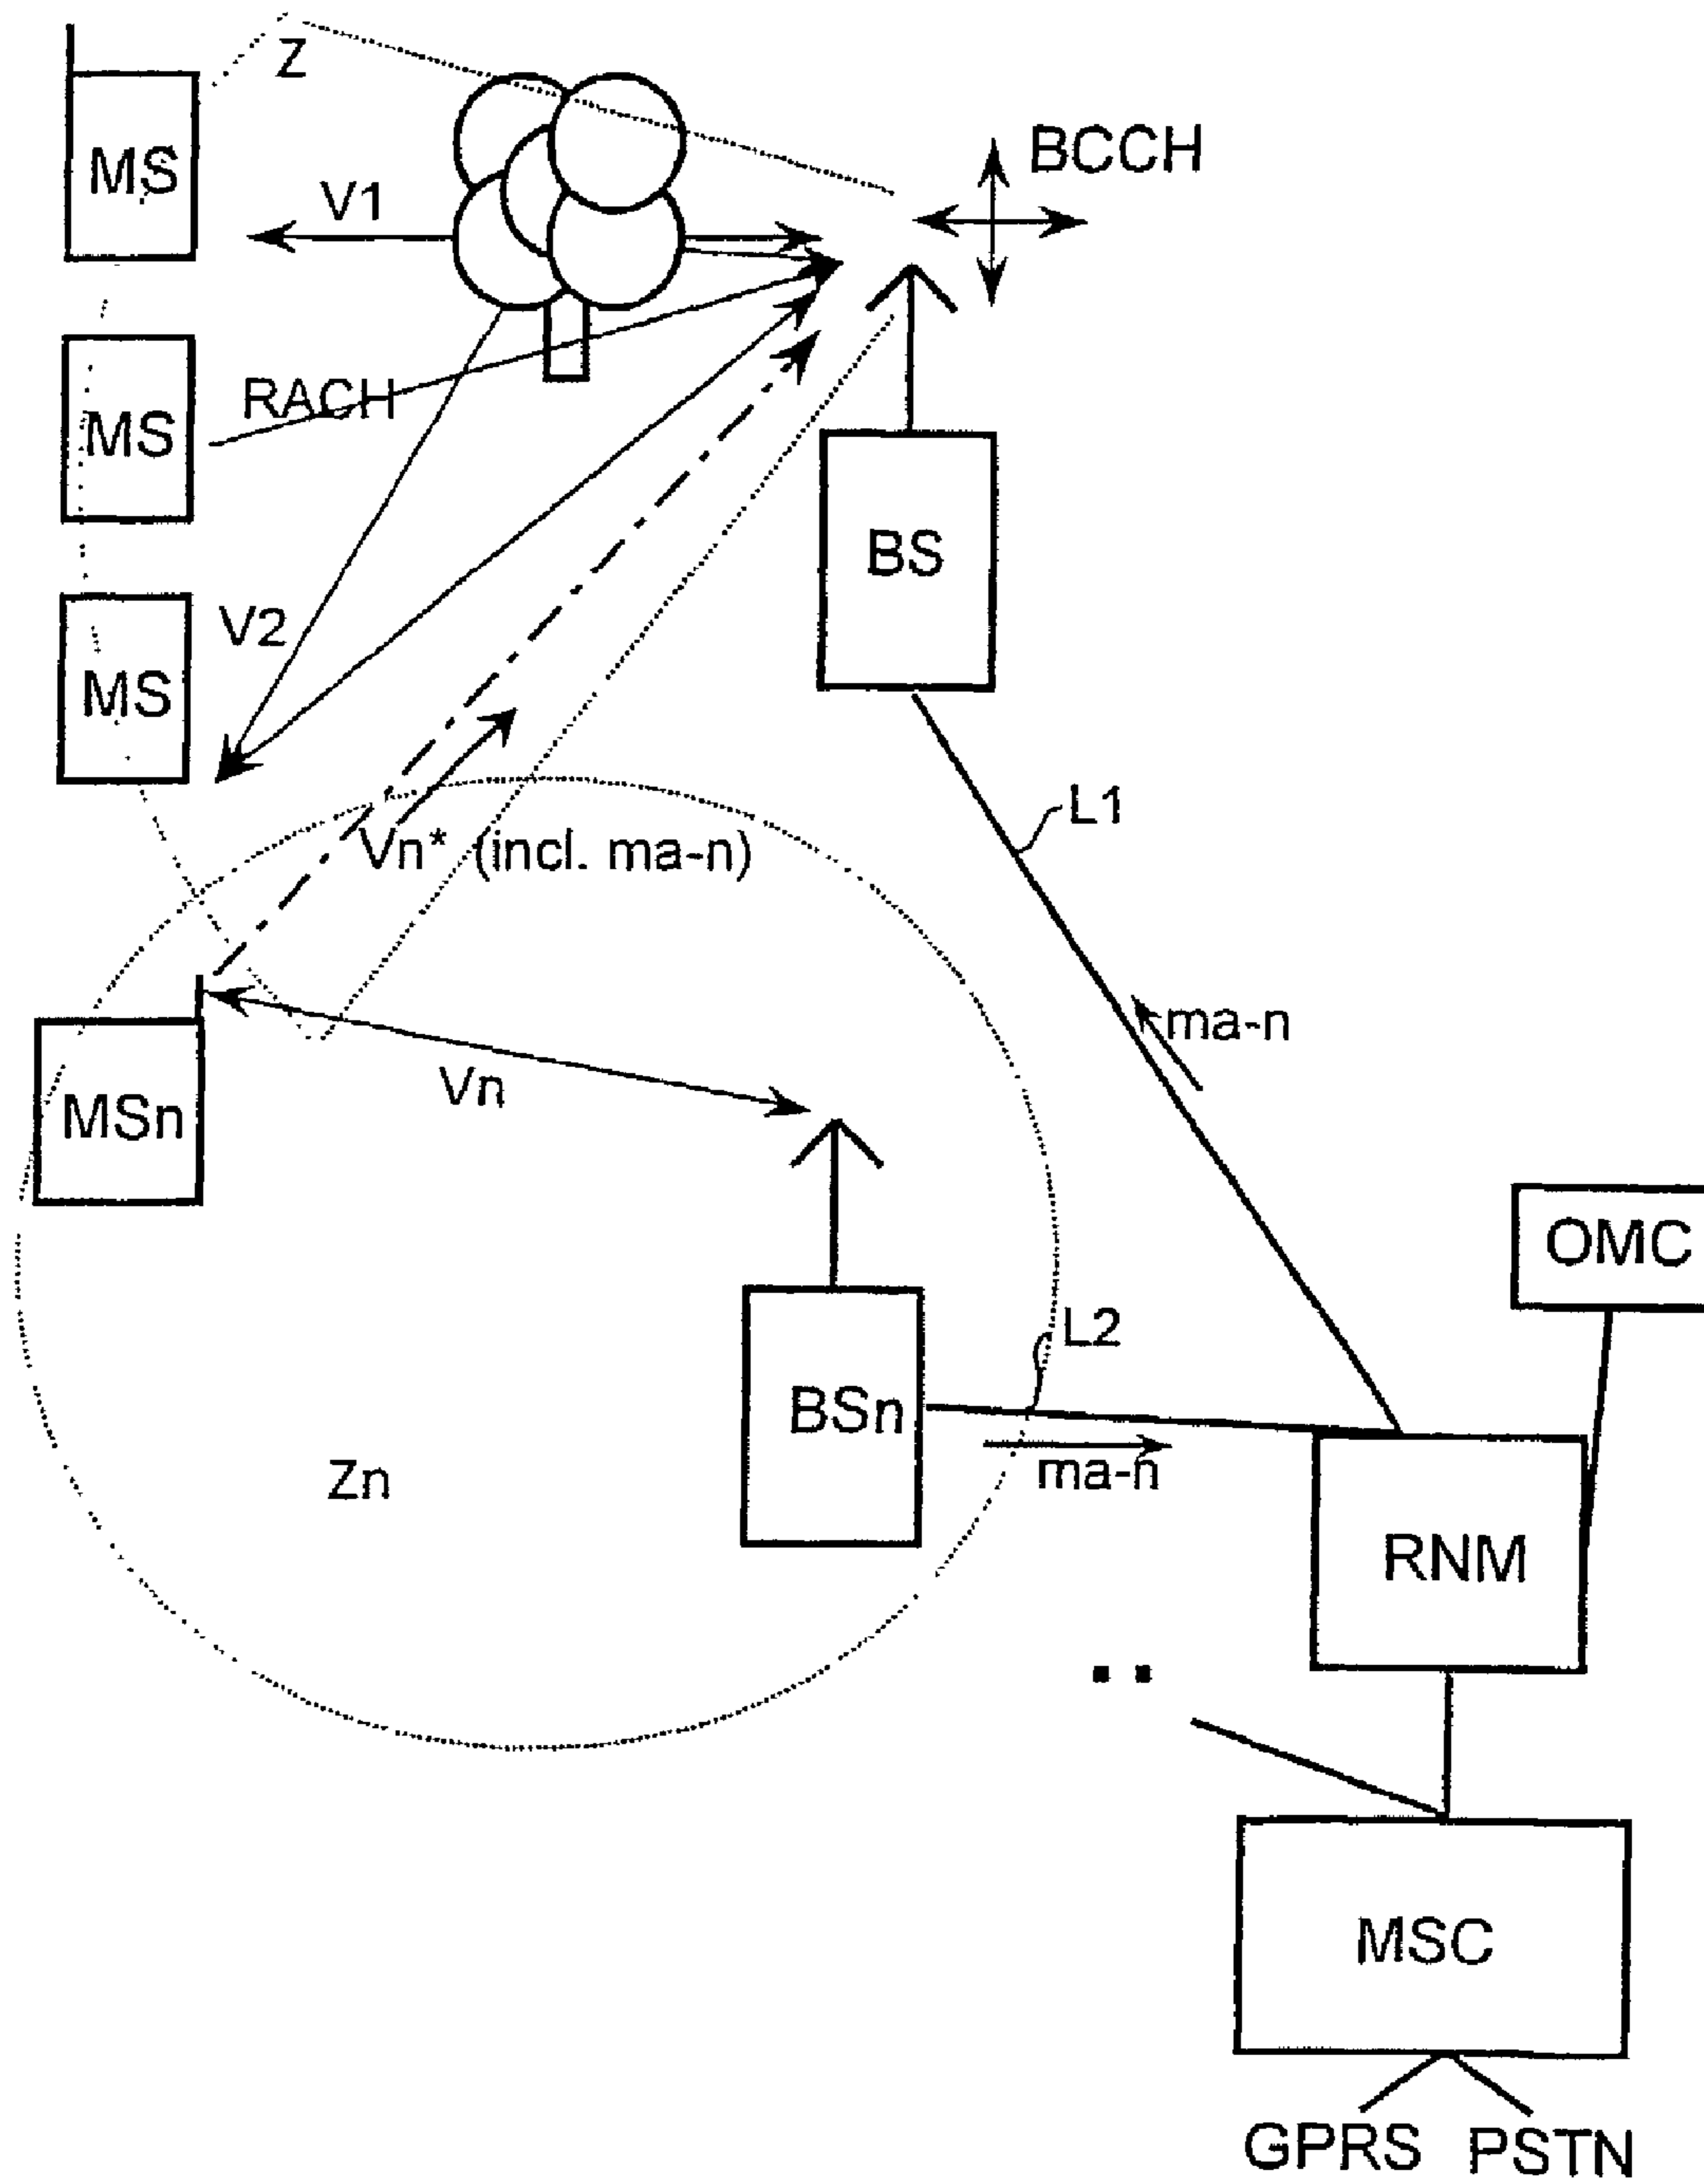 Z
MS
V1
BCCH
RACH
MS
BS
V2
MS
L1
Vn* (incl. ma-n)
ma-n
Vn
MSn
OMC
L2
BSn
ma-n
Zn
RNM
MSC
GPRS PSTN